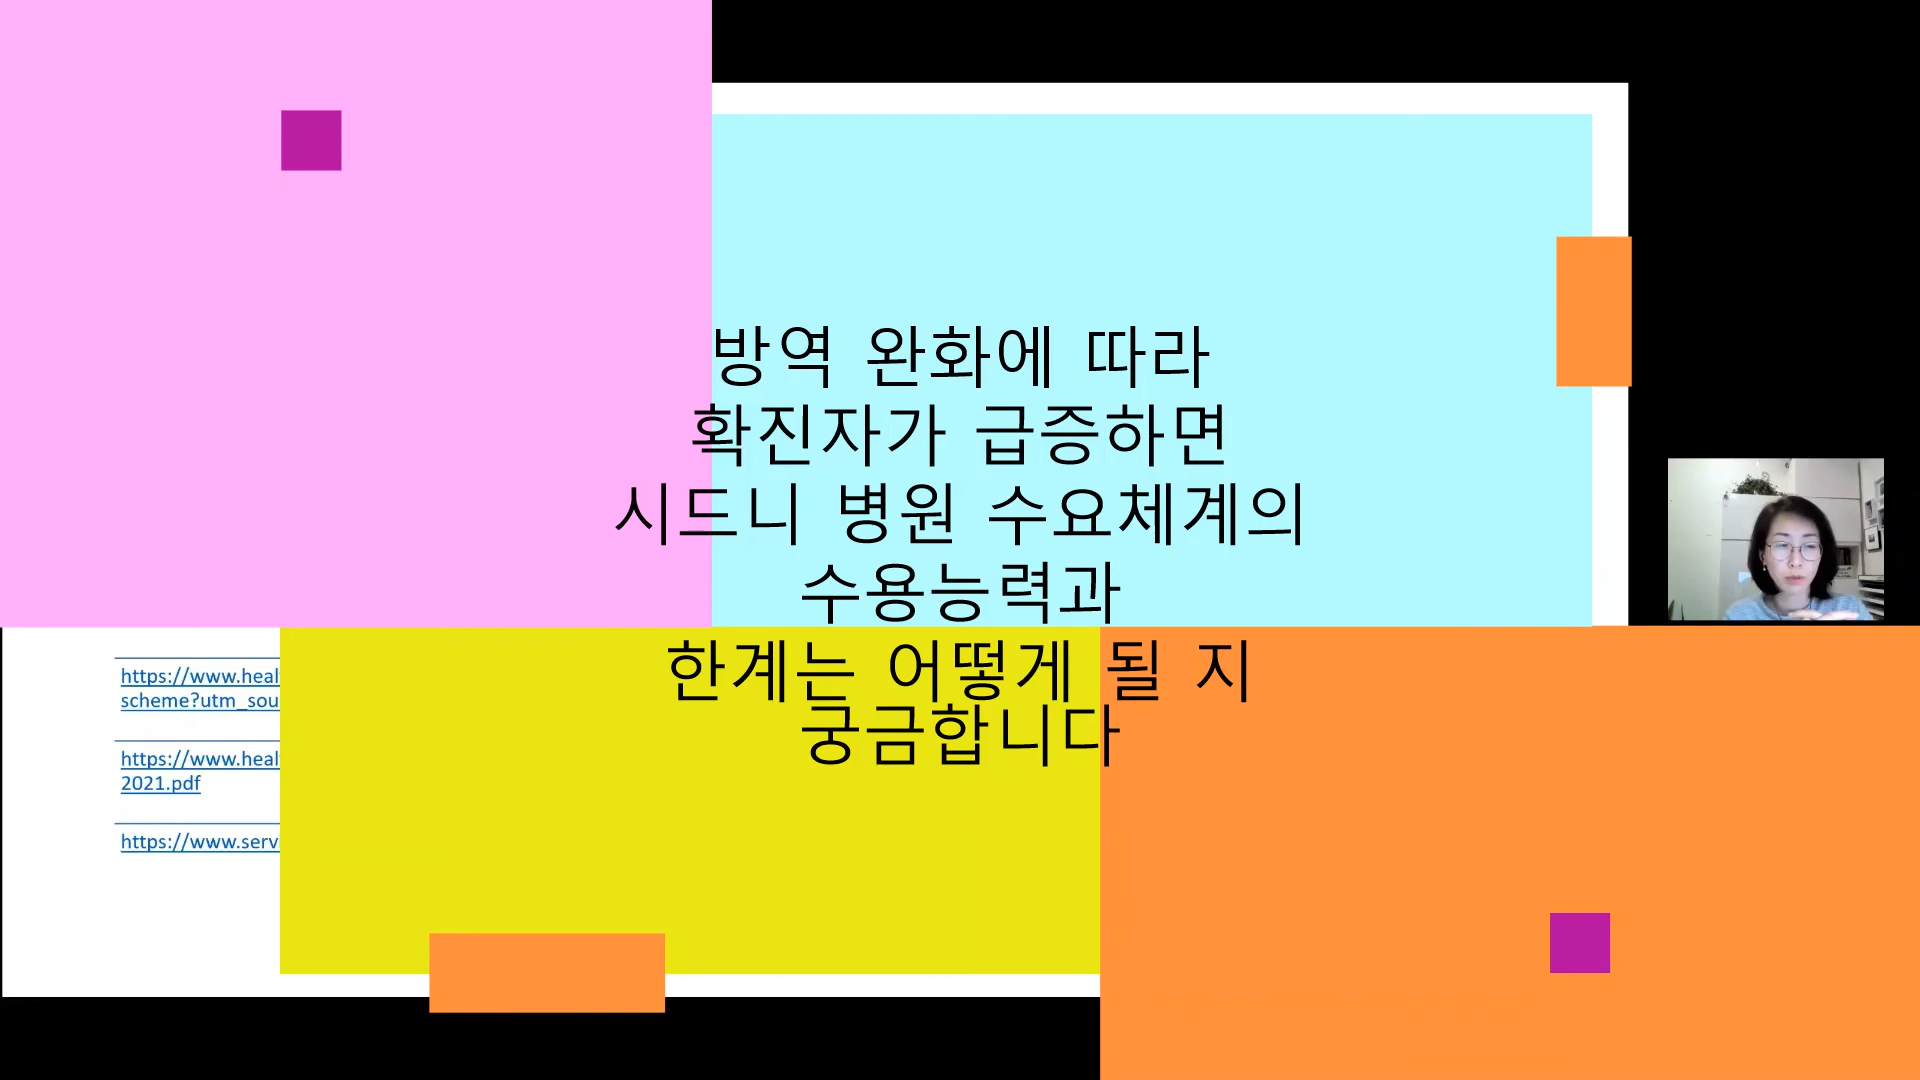 방역 완화에 따라
확진자가 급증하면
시드니 병원 수요체계의
수용능력과
한계는 어떻게 될 지
궁금합니다
https://www.heal
scheme?utm_sou
https://www.heal
2021.pdf
https://www.serv